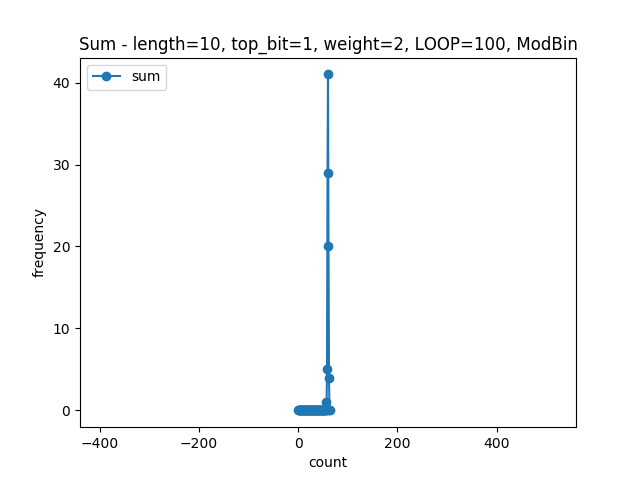 Sum - length=10, top_bit=1, weight=2, LOOP=100, ModBin
sum
frequency
40
30
20
10
0
−400
−200
0
200
400
count